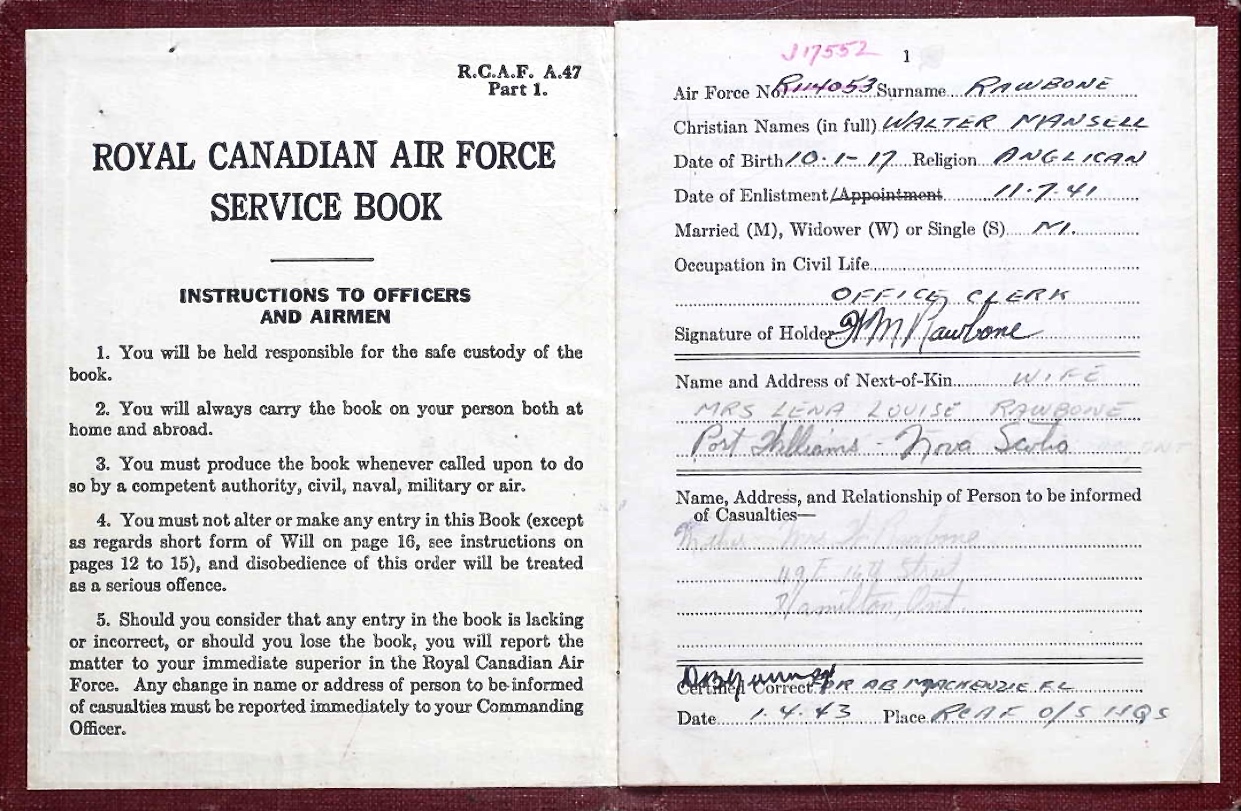 R.C.A.F. A.47
Part 1.
ROYAL CANADIAN AIR FORCE
SERVICE BOOK
INSTRUCTIONS TO OFFICERS
AND AIRMEN
1. You will be held responsible for the safe custody of the
book.
2. You will always carry the book on your person both at
home and abroad.
3. You must produce the book whenever called upon to do
so by a competent authority, civil, naval, military or air.
4. You must not alter or make any entry in this Book (except
as regards short form of Will on page 16, see instructions on
pages 12 to 15), and disobedience of this order will be treated
as a serious offence.
5. Should you consider that any entry in the book is lacking
or incorrect, or should you lose the book, you will report the
matter to your immediate superior in the Royal Canadian Air
Force. Any change in name or address of person to be informed
of casualties must be reported immediately to your Commanding
Officer.
J17552
1
Air Force No. R114053 Surname RAWBONE
Christian Names (in full) WALTER MANSELL
Date of Birth 10.1-17 Religion ANGLICAN
Date of Enlistment/Appointment 11.7.41
Married (M), Widower (W) or Single (S) M.
Occupation in Civil Life
OFFICE CLERK
Signature of Holder WM Rawbone
Name and Address of Next-of-Kin WIFE
MRS LENA LOUISE RAWBONE
Port Williams - Nova Scotia
Name, Address, and Relationship of Person to be informed
of Casualties—
Mother - Mrs Rawbone
16th Street
Hamilton, Ont.
Certified Correct AB MACKENZIE F.L
Date 1.4.43 Place RCAF O/S HQS